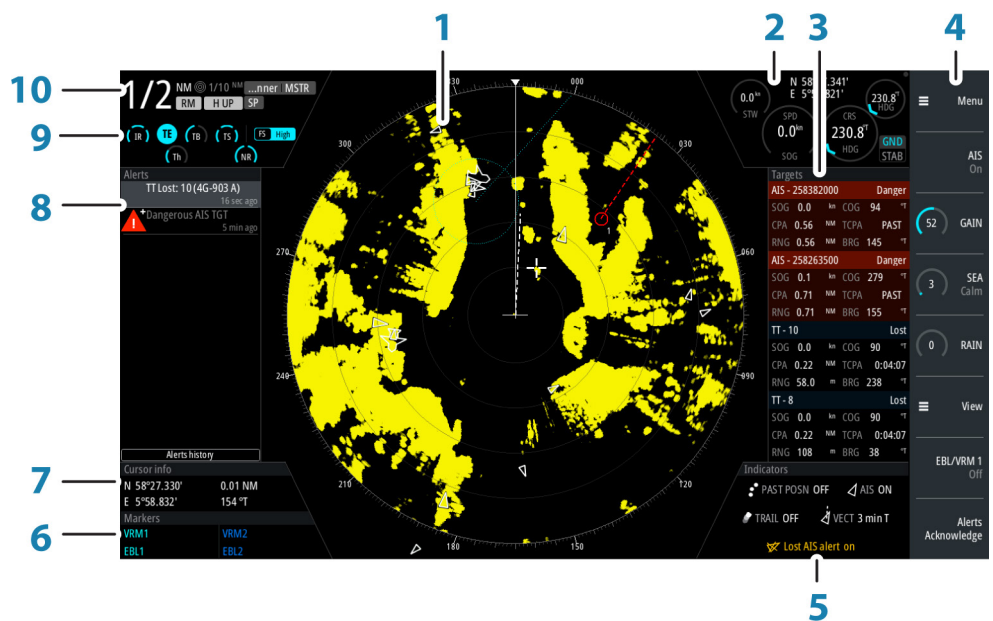 1
2
3
4
10
1/2 NM 1/10 NM ...nner MSTR
RM H UP SP
9
IR TE TB TS FS High
Th NR
8
Alerts
TT Lost: 10 (4G-903 A)
16 sec ago
Dangerous AIS TGT
5 min ago
Alerts history
7
Cursor info
N 58°27.330' 0.01 NM
E 5°58.832' 154 °T
6
Markers
VRM1 VRM2
EBL1 EBL2
000
030
060
120
150
180
210
240
270
300
330
1
0.0 kn
STW
N 58° .341'
E 5°5 821'
SPD
0.0 kn
SOG
CRS
230.8 °T
HDG
230.8 °T
HDG
GND
STAB
Targets
AIS - 258382000 Danger
SOG 0.0 kn COG 94 °T
CPA 0.56 NM TCPA PAST
RNG 0.56 NM BRG 145 °T
AIS - 258263500 Danger
SOG 0.1 kn COG 279 °T
CPA 0.71 NM TCPA PAST
RNG 0.71 NM BRG 155 °T
TT - 10 Lost
SOG 0.0 kn COG 90 °T
CPA 0.22 NM TCPA 0:04:07
RNG 58.0 m BRG 238 °T
TT - 8 Lost
SOG 0.0 kn COG 90 °T
CPA 0.22 NM TCPA 0:04:07
RNG 108 m BRG 38 °T
Indicators
PAST POSN OFF AIS ON
TRAIL OFF VECT 3 min T
Lost AIS alert on
5
Menu
AIS
On
52 GAIN
3 SEA
Calm
0 RAIN
View
EBL/VRM 1
Off
Alerts
Acknowledge